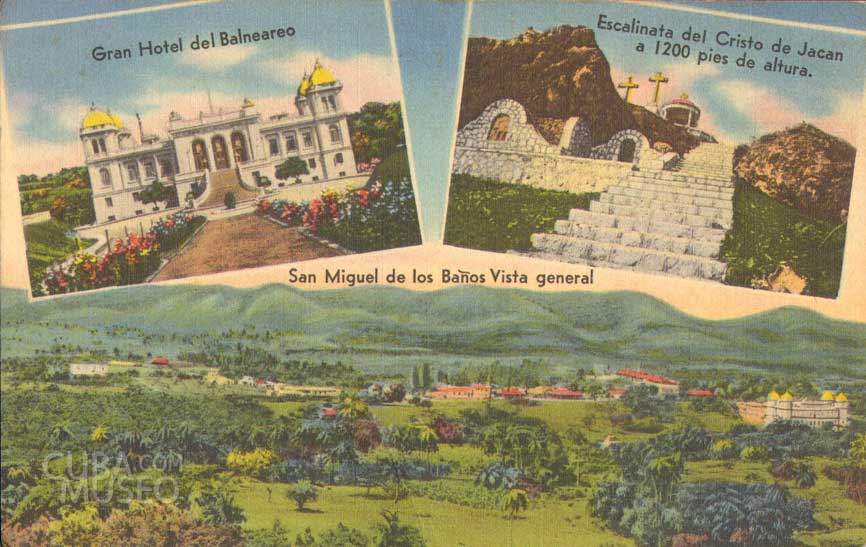 Gran Hotel del Balneareo
Escalinata del Cristo de Jacan
a 1200 pies de altura.
San Miguel de los Baños Vista general
CUBA.COM
MUSEO